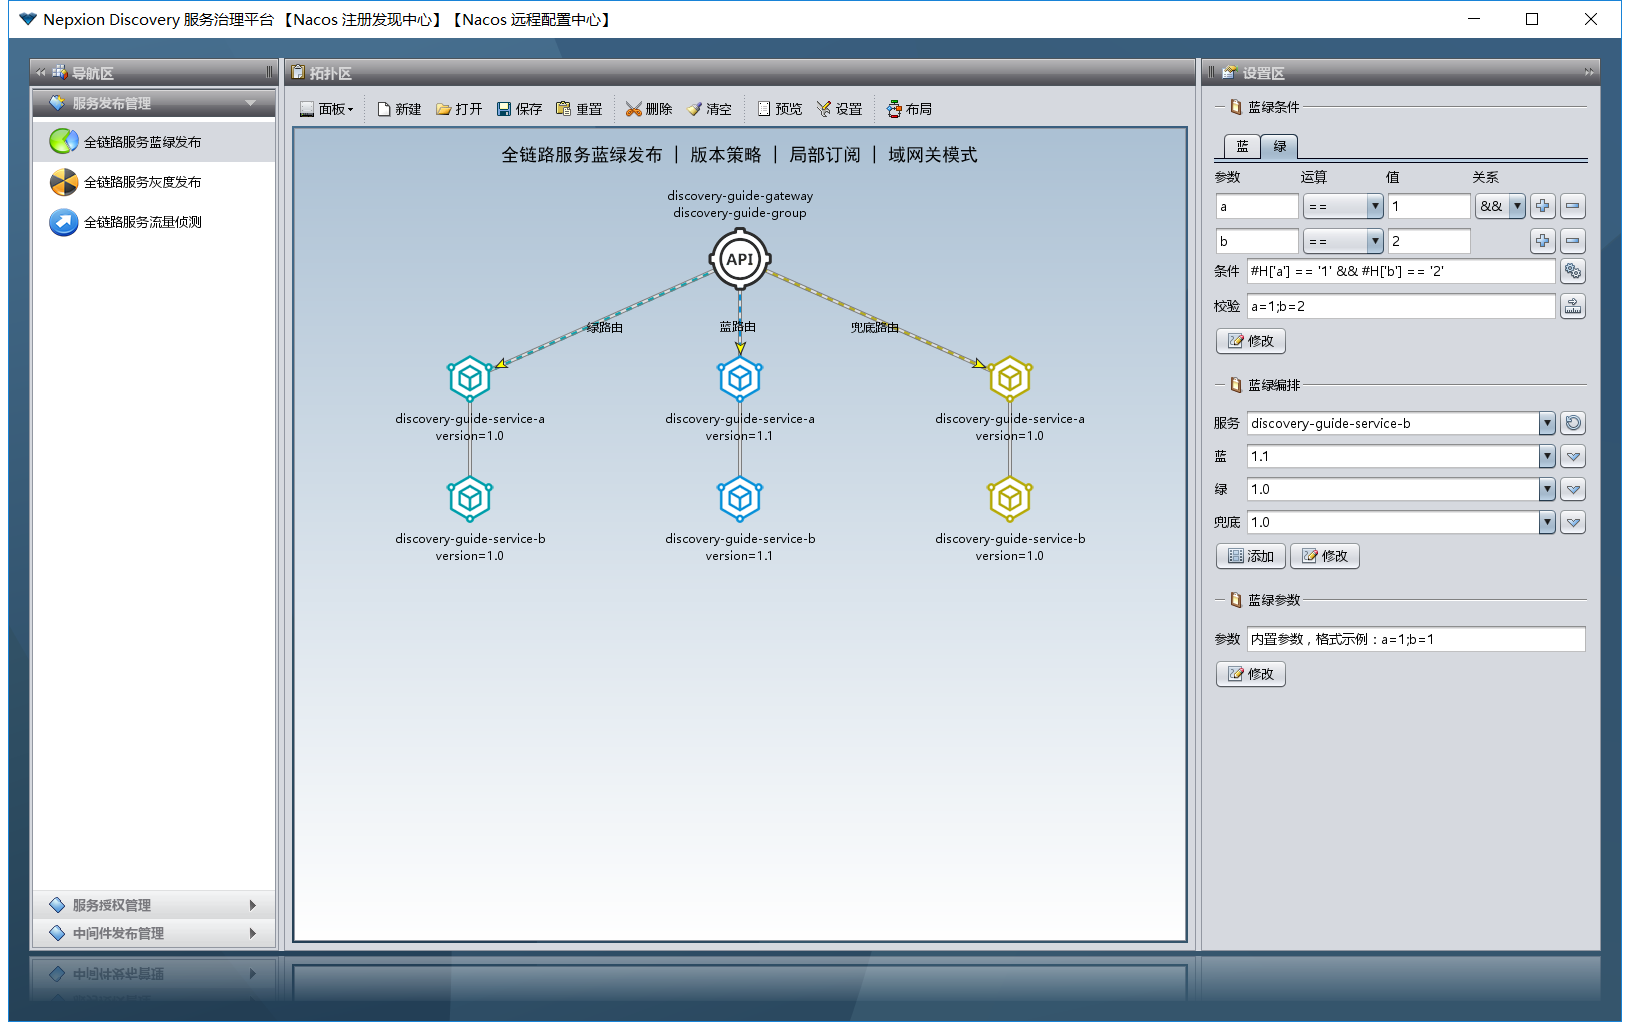 Nepxion Discovery 服务治理平台 【Nacos 注册发现中心】【Nacos 远程配置中心】
导航区
服务发布管理
全链路服务蓝绿发布
全链路服务灰度发布
全链路服务流量侦测
服务授权管理
中间件发布管理
拓扑区
面板 新建 打开 保存 重置 删除 清空 预览 设置 布局
全链路服务蓝绿发布 | 版本策略 | 局部订阅 | 域网关模式
discovery-guide-gateway
discovery-guide-group
API
绿路由 蓝路由 兜底路由
discovery-guide-service-a discovery-guide-service-a discovery-guide-service-a
version=1.0 version=1.1 version=1.0
discovery-guide-service-b discovery-guide-service-b discovery-guide-service-b
version=1.0 version=1.1 version=1.0
设置区
蓝绿条件
蓝 绿
参数 运算 值 关系
a == 1 &&
b == 2
条件 #H['a'] == '1' && #H['b'] == '2'
校验 a=1;b=2
修改
蓝绿编排
服务 discovery-guide-service-b
蓝 1.1
绿 1.0
兜底 1.0
添加 修改
蓝绿参数
参数 内置参数，格式示例：a=1;b=1
修改
中间件发布管理